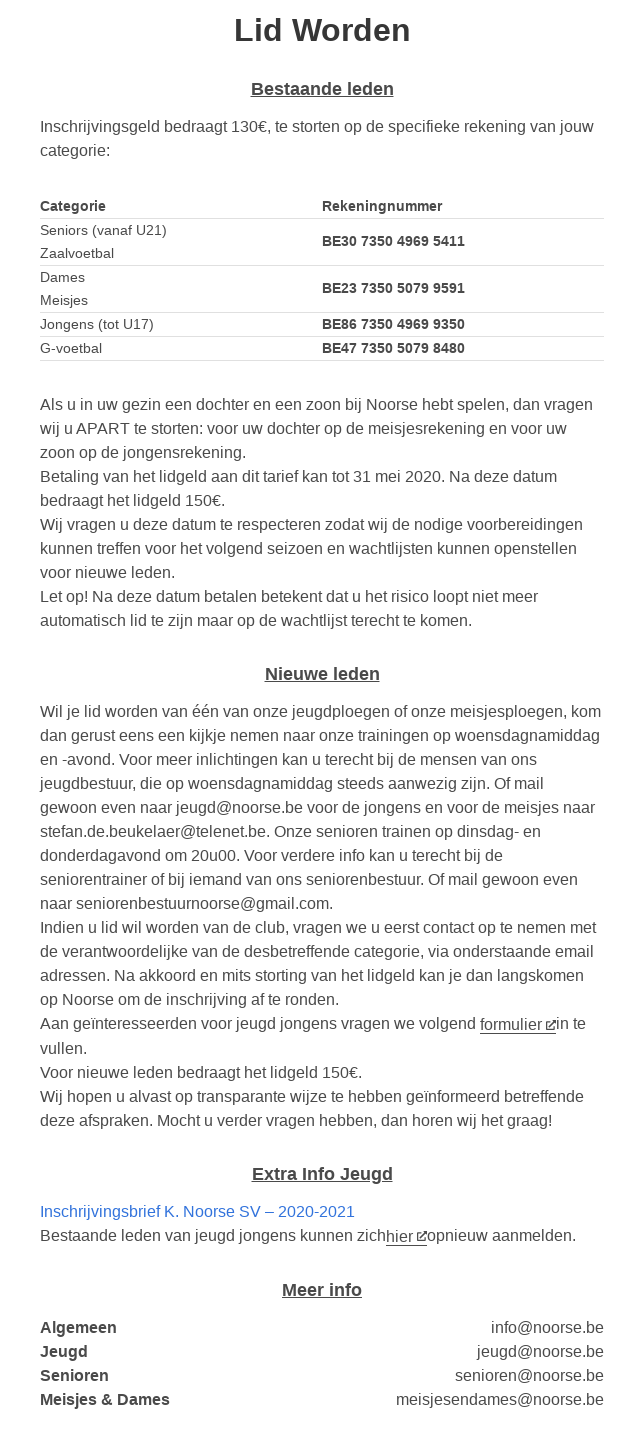 Lid Worden
Bestaande leden
Inschrijvingsgeld bedraagt 130€, te storten op de specifieke rekening van jouw
categorie:
Categorie Rekeningnummer
Seniors (vanaf U21)
Zaalvoetbal
BE30 7350 4969 5411
Dames
Meisjes
BE23 7350 5079 9591
Jongens (tot U17) BE86 7350 4969 9350
G-voetbal BE47 7350 5079 8480
Als u in uw gezin een dochter en een zoon bij Noorse hebt spelen, dan vragen
wij u APART te storten: voor uw dochter op de meisjesrekening en voor uw
zoon op de jongensrekening.
Betaling van het lidgeld aan dit tarief kan tot 31 mei 2020. Na deze datum
bedraagt het lidgeld 150€.
Wij vragen u deze datum te respecteren zodat wij de nodige voorbereidingen
kunnen treffen voor het volgend seizoen en wachtlijsten kunnen openstellen
voor nieuwe leden.
Let op! Na deze datum betalen betekent dat u het risico loopt niet meer
automatisch lid te zijn maar op de wachtlijst terecht te komen.
Nieuwe leden
Wil je lid worden van één van onze jeugdploegen of onze meisjesploegen, kom
dan gerust eens een kijkje nemen naar onze trainingen op woensdagnamiddag
en -avond. Voor meer inlichtingen kan u terecht bij de mensen van ons
jeugdbestuur, die op woensdagnamiddag steeds aanwezig zijn. Of mail
gewoon even naar jeugd@noorse.be voor de jongens en voor de meisjes naar
stefan.de.beukelaer@telenet.be. Onze senioren trainen op dinsdag- en
donderdagavond om 20u00. Voor verdere info kan u terecht bij de
seniorentrainer of bij iemand van ons seniorenbestuur. Of mail gewoon even
naar seniorenbestuurnoorse@gmail.com.
Indien u lid wil worden van de club, vragen we u eerst contact op te nemen met
de verantwoordelijke van de desbetreffende categorie, via onderstaande email
adressen. Na akkoord en mits storting van het lidgeld kan je dan langskomen
op Noorse om de inschrijving af te ronden.
Aan geïnteresseerden voor jeugd jongens vragen we volgend formulier in te
vullen.
Voor nieuwe leden bedraagt het lidgeld 150€.
Wij hopen u alvast op transparante wijze te hebben geïnformeerd betreffende
deze afspraken. Mocht u verder vragen hebben, dan horen wij het graag!
Extra Info Jeugd
Inschrijvingsbrief K. Noorse SV – 2020-2021
Bestaande leden van jeugd jongens kunnen zich hier opnieuw aanmelden.
Meer info
Algemeen info@noorse.be
Jeugd jeugd@noorse.be
Senioren senioren@noorse.be
Meisjes & Dames meisjesendames@noorse.be